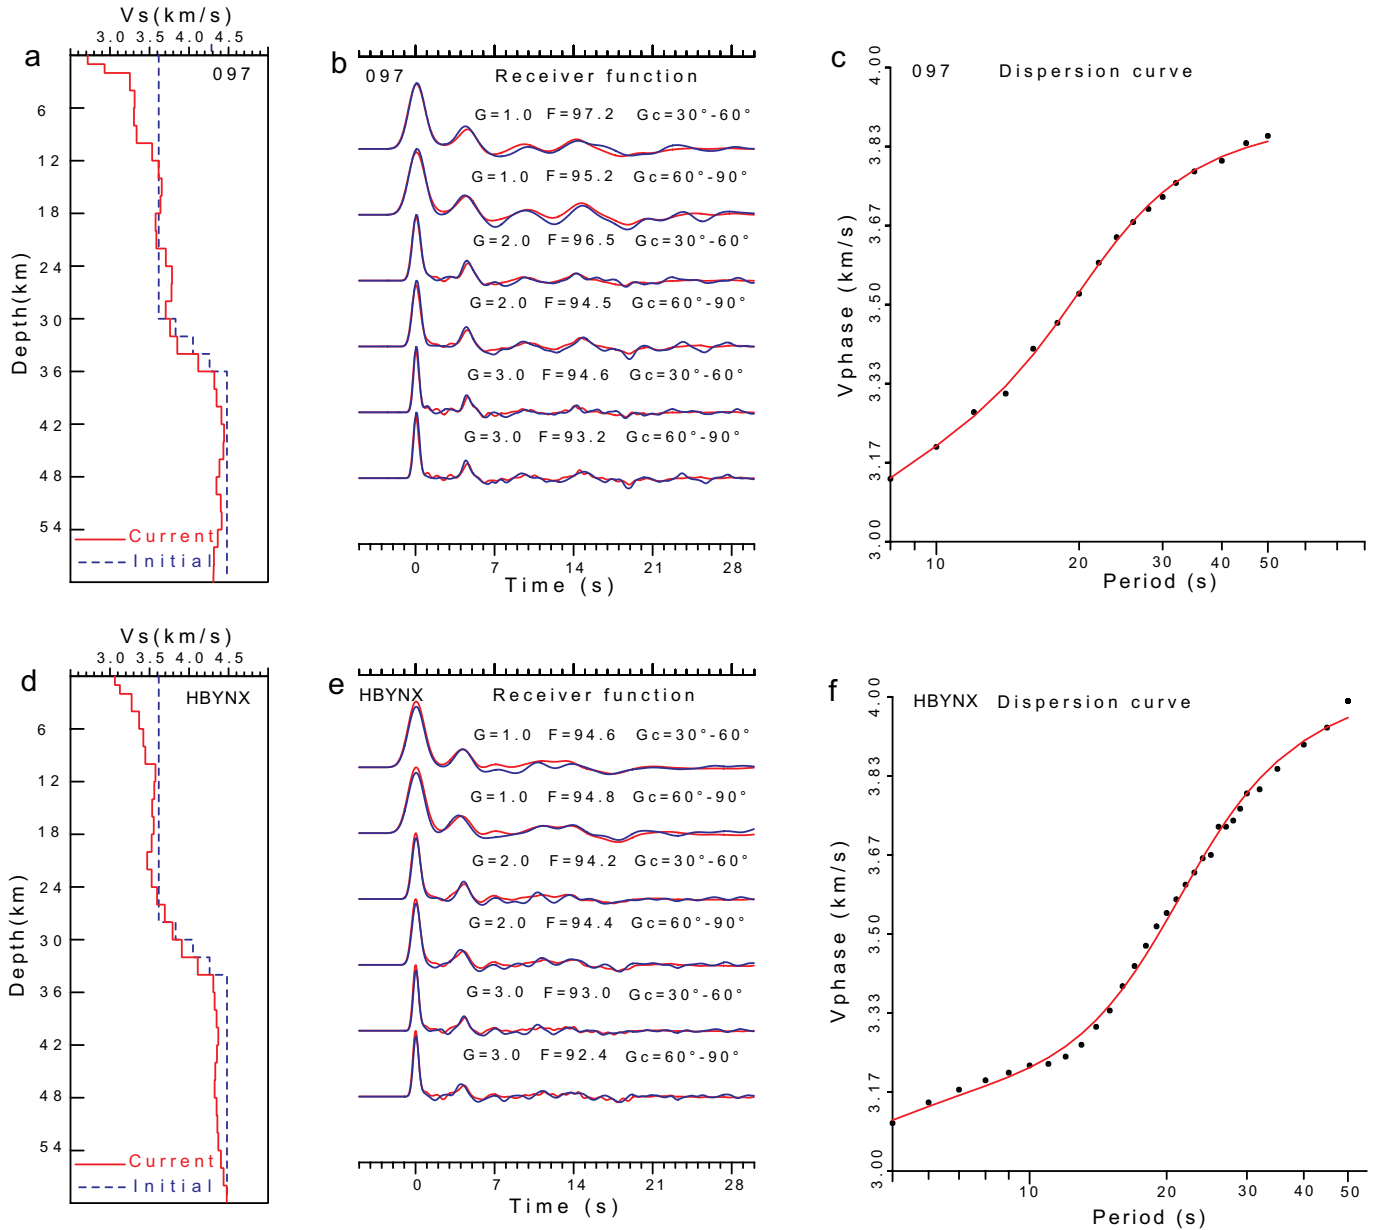 Vs(km/s)
3.0 3.5 4.0 4.5
a
097
6
12
18
24
30
36
42
48
54
Depth(km)
Current
Initial
b
097 Receiver function
G=1.0 F=97.2 Gc=30°-60°
G=1.0 F=95.2 Gc=60°-90°
G=2.0 F=96.5 Gc=30°-60°
G=2.0 F=94.5 Gc=60°-90°
G=3.0 F=94.6 Gc=30°-60°
G=3.0 F=93.2 Gc=60°-90°
0 7 14 21 28
Time (s)
c
097 Dispersion curve
4.00
3.83
3.67
3.50
3.33
3.17
3.00
Vphase (km/s)
10 20 30 40 50
Period (s)
Vs(km/s)
3.0 3.5 4.0 4.5
d
HBYNX
6
12
18
24
30
36
42
48
54
Depth(km)
Current
Initial
e
HBYNX Receiver function
G=1.0 F=94.6 Gc=30°-60°
G=1.0 F=94.8 Gc=60°-90°
G=2.0 F=94.2 Gc=30°-60°
G=2.0 F=94.4 Gc=60°-90°
G=3.0 F=93.0 Gc=30°-60°
G=3.0 F=92.4 Gc=60°-90°
0 7 14 21 28
Time (s)
f
HBYNX Dispersion curve
4.00
3.83
3.67
3.50
3.33
3.17
3.00
Vphase (km/s)
10 20 30 40 50
Period (s)